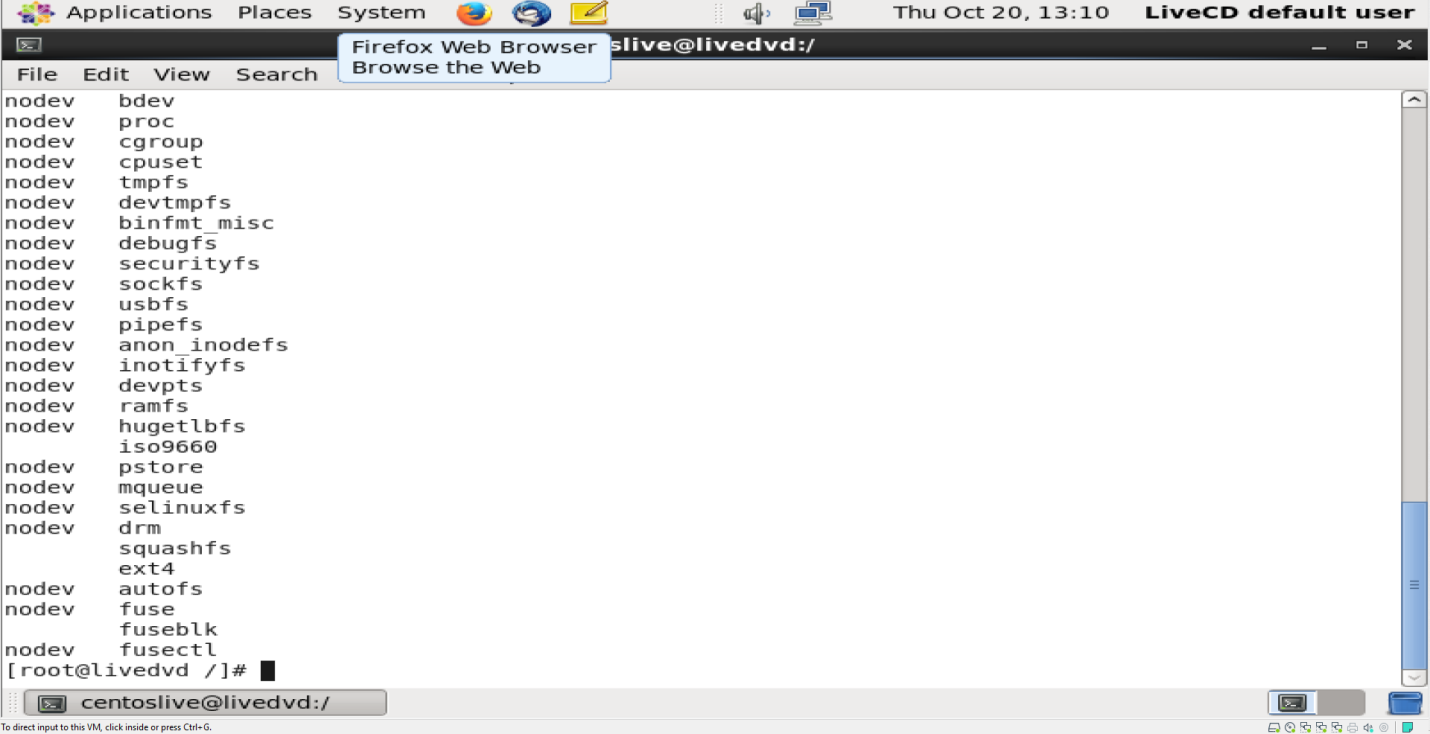 Applications Places System Thu Oct 20, 13:10 LiveCD default user
slive@livedvd:/
Firefox Web Browser
Browse the Web
File Edit View Search
nodev bdev
nodev proc
nodev cgroup
nodev cpuset
nodev tmpfs
nodev devtmpfs
nodev binfmt_misc
nodev debugfs
nodev securityfs
nodev sockfs
nodev usbfs
nodev pipefs
nodev anon_inodefs
nodev inotifyfs
nodev devpts
nodev ramfs
nodev hugetlbfs
iso9660
nodev pstore
nodev mqueue
nodev selinuxfs
nodev drm
squashfs
ext4
nodev autofs
nodev fuse
fuseblk
nodev fusectl
[root@livedvd /]#
centoslive@livedvd:/
To direct input to this VM, click inside or press Ctrl+G.